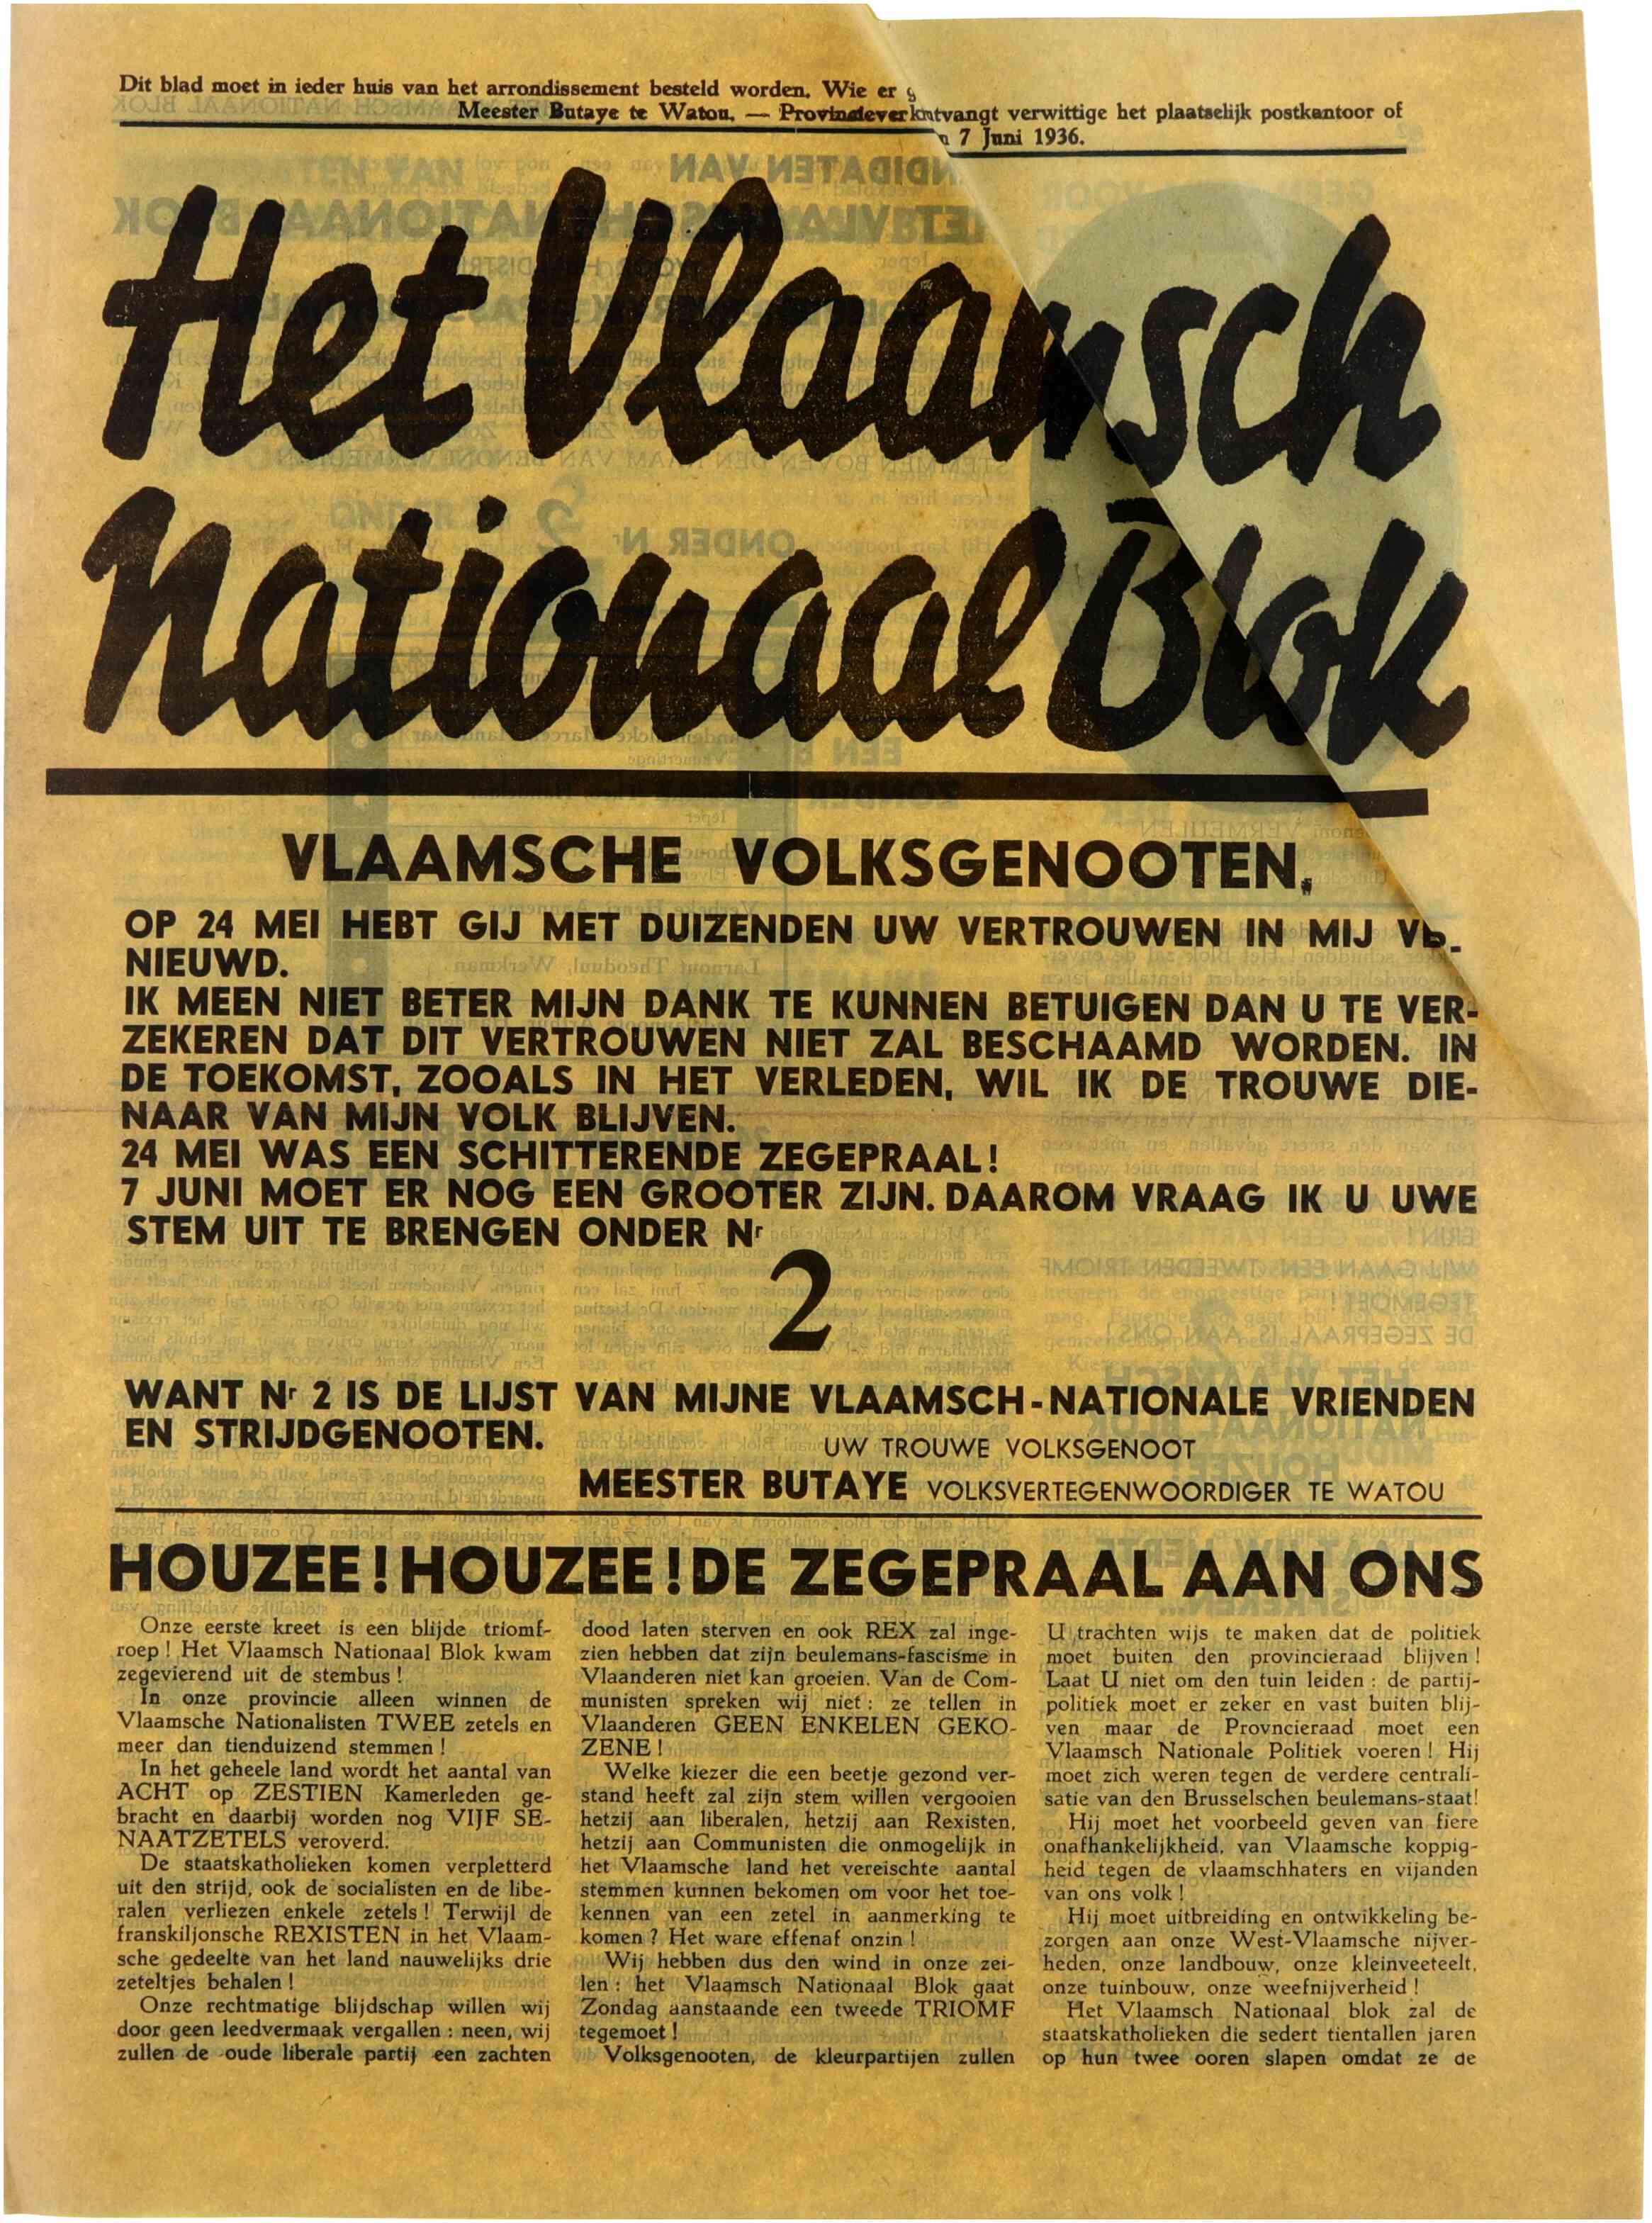 Dit blad moet in ieder huis van het arrondissement besteld worden. Wie er
ontvangt verwittige het plaatselijk postkantoor of
Meester Butaye te Watou. —
7 Juni 1936.
Het Vlaamsch
Nationaal Blok
VLAAMSCHE VOLKSGENOOTEN,
OP 24 MEI HEBT GIJ MET DUIZENDEN UW VERTROUWEN IN MIJ
NIEUWD.
IK MEEN NIET BETER MIJN DANK TE KUNNEN BETUIGEN DAN U TE VER-
ZEKEREN DAT DIT VERTROUWEN NIET ZAL BESCHAAMD WORDEN. IN
DE TOEKOMST, ZOOALS IN HET VERLEDEN, WIL IK DE TROUWE DIE-
NAAR VAN MIJN VOLK BLIJVEN.
24 MEI WAS EEN SCHITTERENDE ZEGEPRAAL!
7 JUNI MOET ER NOG EEN GROOTER ZIJN. DAAROM VRAAG IK U UWE
STEM UIT TE BRENGEN ONDER Nr
2
WANT Nr 2 IS DE LIJST VAN MIJNE VLAAMSCH-NATIONALE VRIENDEN
EN STRIJDGENOOTEN.
UW TROUWE VOLKSGENOOT
MEESTER BUTAYE VOLKSVERTEGENWOORDIGER TE WATOU
HOUZEE! HOUZEE! DE ZEGEPRAAL AAN ONS
Onze eerste kreet is een blijde triomf-
roep ! Het Vlaamsch Nationaal Blok kwam
zegevierend uit de stembus !
In onze provincie alleen winnen de
Vlaamsche Nationalisten TWEE zetels en
meer dan tienduizend stemmen !
In het geheele land wordt het aantal van
ACHT op ZESTIEN Kamerleden ge-
bracht en daarbij worden nog VIJF SE-
NAATZETELS veroverd.
De staatskatholieken komen verpletterd
uit den strijd, ook de socialisten en de libe-
ralen verliezen enkele zetels ! Terwijl de
franskiljonsche REXISTEN in het Vlaam-
sche gedeelte van het land nauwelijks drie
zeteltjes behalen !
Onze rechtmatige blijdschap willen wij
door geen leedvermaak vergallen : neen, wij
zullen de oude liberale partij een zachten
dood laten sterven en ook REX zal inge-
zien hebben dat zijn beulemans-fascisme in
Vlaanderen niet kan groeien. Van de Com-
munisten spreken wij niet : ze tellen in
Vlaanderen GEEN ENKELEN GEKO-
ZENE !
Welke kiezer die een beetje gezond ver-
stand heeft zal zijn stem willen vergooien
hetzij aan liberalen, hetzij aan Rexisten,
hetzij aan Communisten die onmogelijk in
het Vlaamsche land het vereischte aantal
stemmen kunnen bekomen om voor het toe-
kennen van een zetel in aanmerking te
komen ? Het ware effenaf onzin !
Wij hebben dus den wind in onze zei-
len : het Vlaamsch Nationaal Blok gaat
Zondag aanstaande een tweede TRIOMF
tegemoet !
Volksgenooten, de kleurpartijen zullen
U trachten wijs te maken dat de politiek
moet buiten den provincieraad blijven !
Laat U niet om den tuin leiden : de partij-
politiek moet er zeker en vast buiten blij-
ven maar de Provncieraad moet een
Vlaamsch Nationale Politiek voeren ! Hij
moet zich weren tegen de verdere centrali-
satie van den Brusselschen beulemans-staat!
Hij moet het voorbeeld geven van fiere
onafhankelijkheid, van Vlaamsche koppig-
heid tegen de vlaamschhaters en vijanden
van ons volk !
Hij moet uitbreiding en ontwikkeling be-
zorgen aan onze West-Vlaamsche nijver-
heden, onze landbouw, onze kleinveeteelt,
onze tuinbouw, onze weefnijverheid !
Het Vlaamsch Nationaal blok zal de
staatskatholieken die sedert tientallen jaren
op hun twee ooren slapen omdat ze de